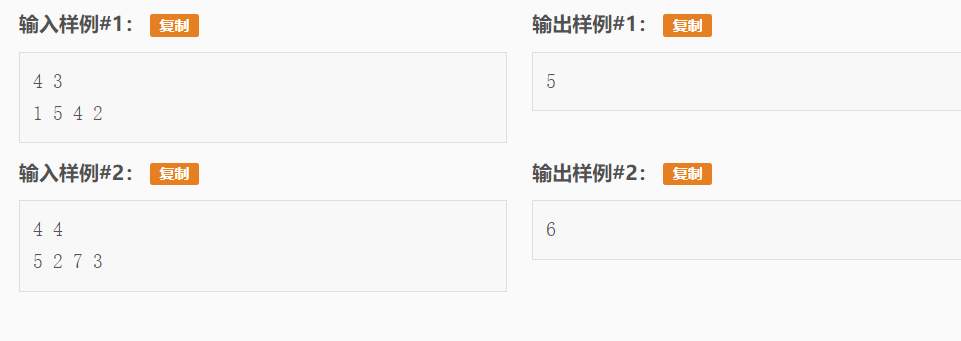 输入样例#1： 复制
输出样例#1： 复制
4 3
1 5 4 2
5
输入样例#2： 复制
输出样例#2： 复制
4 4
5 2 7 3
6